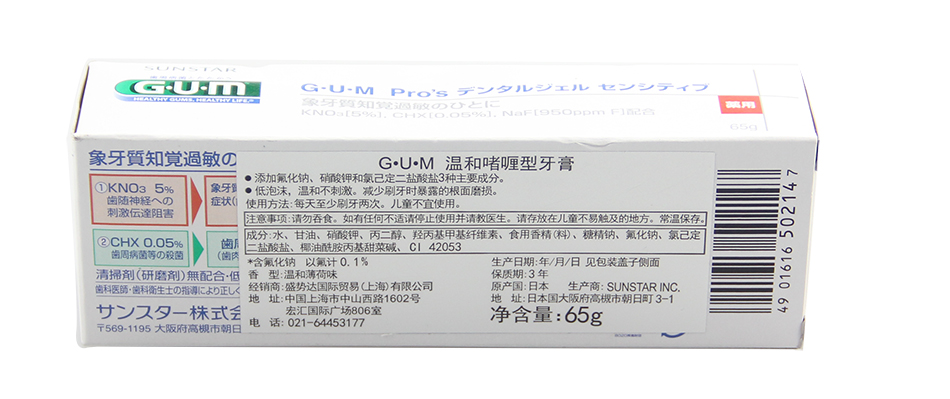 SUNSTAR
G·U·M
HEALTHY GUMS. HEALTHY LIFE.®
G·U·M Pro's デンタルジェル センシティブ
象牙質知覚過敏のひとに
KNO₃[5%], CHX[0.05%], NaF[950ppm F]配合
薬用
65g
象牙質知覚過敏の
①KNO₃ 5%
歯髄神経への
刺激伝達阻害
象牙質
症状
②CHX 0.05%
歯周病菌等の殺菌
歯周
清掃剤(研磨剤)無配合・低
歯科医師・歯科衛生士の指導により正しく
サンスター株式会
〒569-1195 大阪府高槻市朝日
G·U·M 温和啫喱型牙膏
● 添加氟化钠、硝酸钾和氯己定二盐酸盐3种主要成分。
● 低泡沫，温和不刺激。减少刷牙时暴露的根面磨损。
使用方法:每天至少刷牙两次。儿童不宜使用。
注意事项:请勿吞食。如有任何不适请停止使用并请教医生。请存放在儿童不易触及的地方。常温保存。
成分:水、甘油、硝酸钾、丙二醇、羟丙基甲基纤维素、食用香精(料)、糖精钠、氟化钠、氯己定
二盐酸盐、椰油酰胺丙基甜菜碱、CI 42053
*含氟化钠 以氟计0.1%
香 型:温和薄荷味
经销商:盛势达国际贸易(上海)有限公司
地 址:中国上海市中山西路1602号
宏汇国际广场806室
电 话:021-64453177
生产日期:年/月/日 见包装盖子侧面
保质期:3 年
原产国:日本 生产商: SUNSTAR INC.
地 址:日本国大阪府高槻市朝日町3-1
净含量:65g
4901616502147